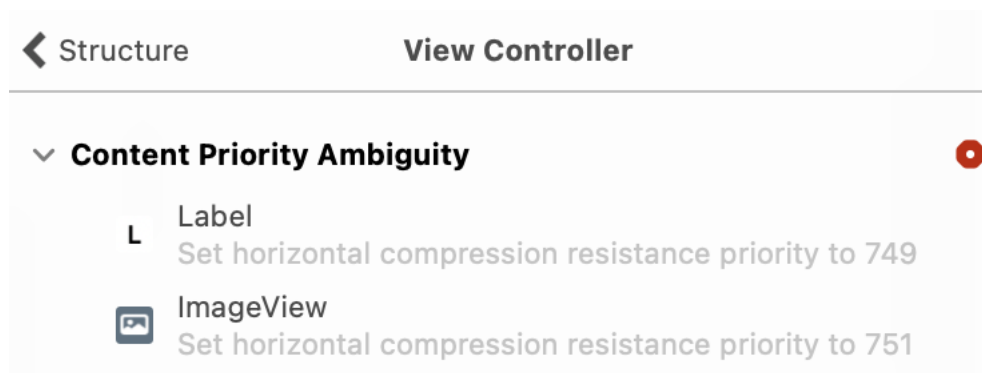 Structure
View Controller
Content Priority Ambiguity
L
Label
Set horizontal compression resistance priority to 749
ImageView
Set horizontal compression resistance priority to 751